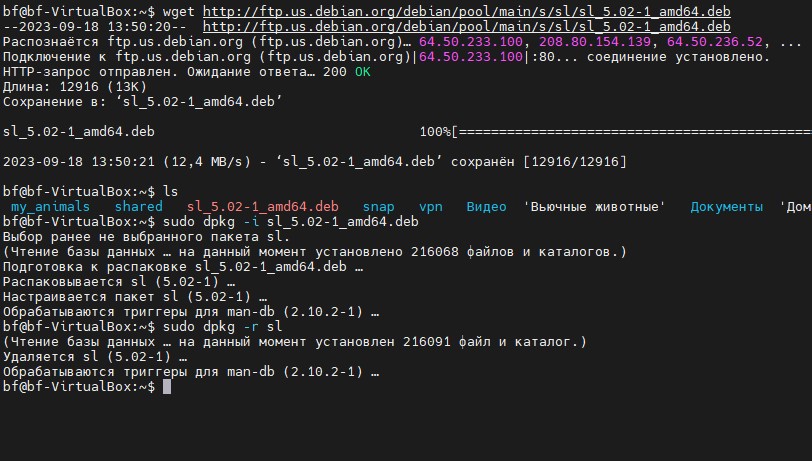 bf@bf-VirtualBox:~$ wget http://ftp.us.debian.org/debian/pool/main/s/sl/sl_5.02-1_amd64.deb
--2023-09-18 13:50:20--  http://ftp.us.debian.org/debian/pool/main/s/sl/sl_5.02-1_amd64.deb
Распознаётся ftp.us.debian.org (ftp.us.debian.org)… 64.50.233.100, 208.80.154.139, 64.50.236.52, ...
Подключение к ftp.us.debian.org (ftp.us.debian.org)|64.50.233.100|:80... соединение установлено.
HTTP-запрос отправлен. Ожидание ответа… 200 OK
Длина: 12916 (13K)
Сохранение в: ‘sl_5.02-1_amd64.deb’
sl_5.02-1_amd64.deb 100%[===============================================
2023-09-18 13:50:21 (12,4 MB/s) - ‘sl_5.02-1_amd64.deb’ сохранён [12916/12916]
bf@bf-VirtualBox:~$ ls
my_animals shared sl_5.02-1_amd64.deb snap vpn Видео 'Вьючные животные' Документы 'Дом
bf@bf-VirtualBox:~$ sudo dpkg -i sl_5.02-1_amd64.deb
Выбор ранее не выбранного пакета sl.
(Чтение базы данных … на данный момент установлено 216068 файлов и каталогов.)
Подготовка к распаковке sl_5.02-1_amd64.deb …
Распаковывается sl (5.02-1) …
Настраивается пакет sl (5.02-1) …
Обрабатываются триггеры для man-db (2.10.2-1) …
bf@bf-VirtualBox:~$ sudo dpkg -r sl
(Чтение базы данных … на данный момент установлен 216091 файл и каталог.)
Удаляется sl (5.02-1) …
Обрабатываются триггеры для man-db (2.10.2-1) …
bf@bf-VirtualBox:~$